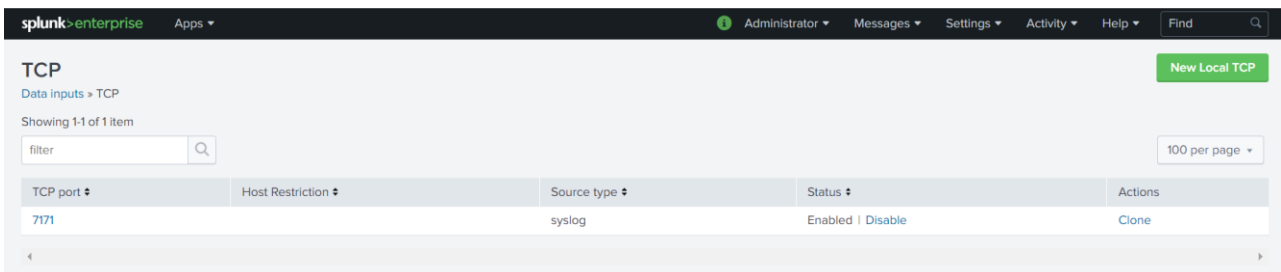 splunk>enterprise Apps Administrator Messages Settings Activity Help Find
TCP
New Local TCP
Data inputs » TCP
Showing 1-1 of 1 item
filter
100 per page
TCP port Host Restriction Source type Status Actions
7171 syslog Enabled | Disable Clone